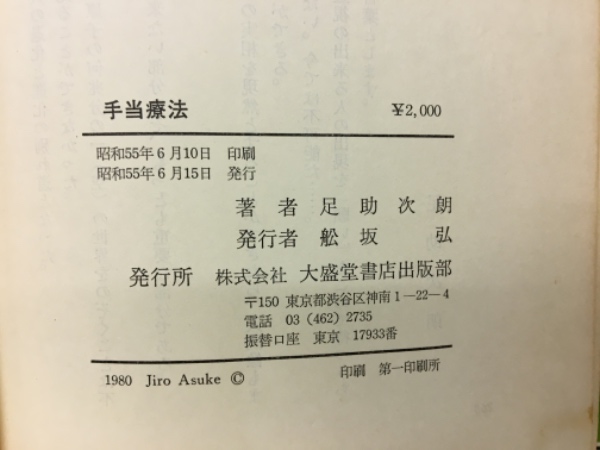 手当療法 ¥2,000
昭和55年6月10日 印刷
昭和55年6月15日 発行
著者 足助次朗
発行者 舩坂弘
発行所 株式会社 大盛堂書店出版部
〒150 東京都渋谷区神南1-22-4
電話 03(462)2735
振替口座 東京 17933番
1980 Jiro Asuke © 印刷 第一印刷所